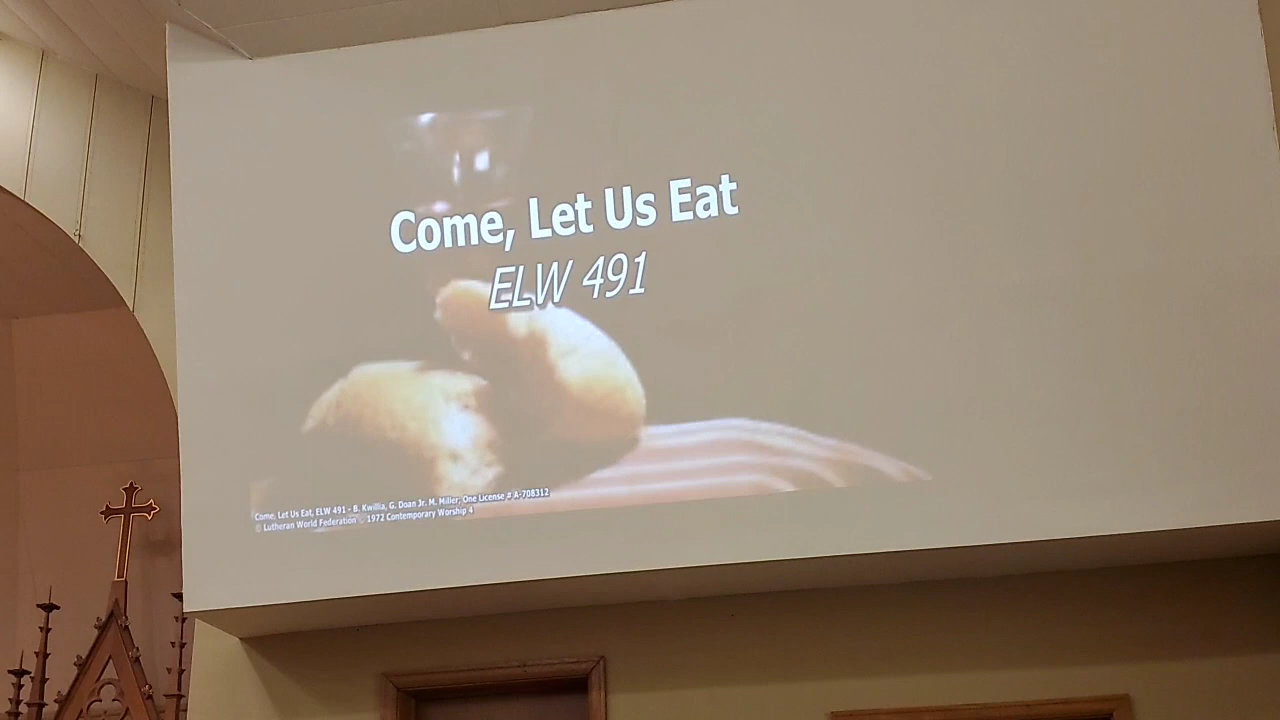 Come, Let Us Eat
ELW 491
Come, Let Us Eat, ELW 491 - B. Kwillia, G. Doan Jr. M. Miller; One License # A-708312
© Lutheran World Federation © 1972 Contemporary Worship 4